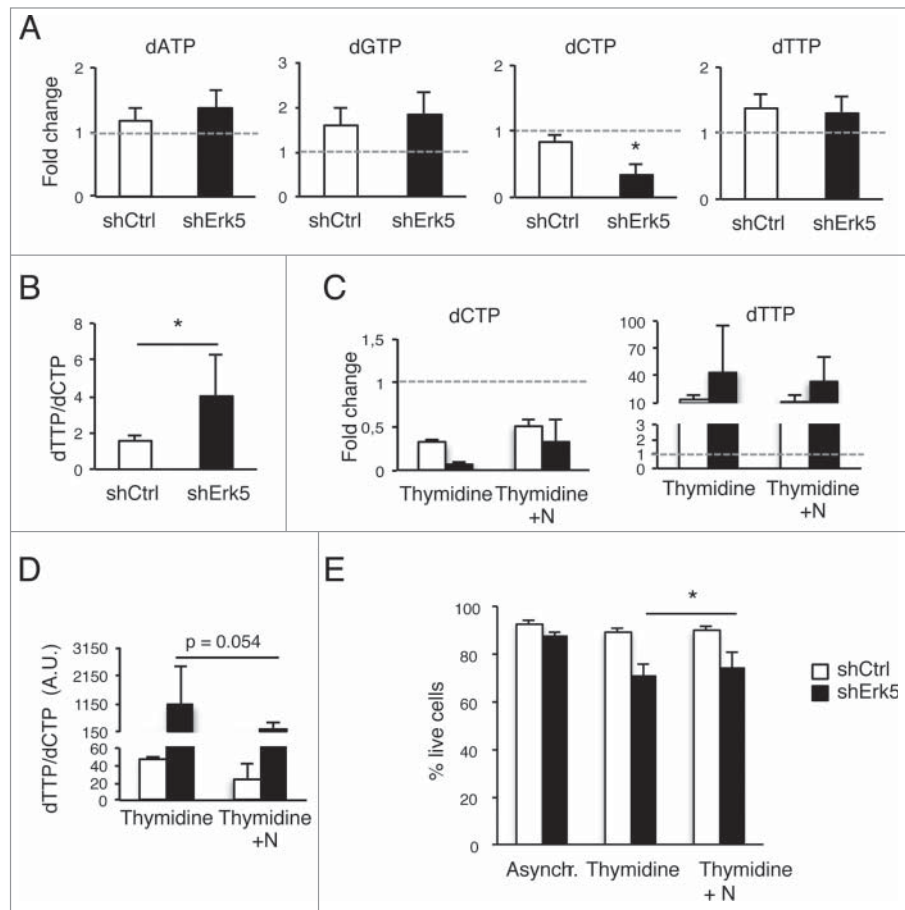 A
dATP
dGTP
dCTP
dTTP
Fold change
2
1
0
shCtrl
shErk5
3
2
1
0
shCtrl
shErk5
2
1
0
*
shCtrl
shErk5
2
1
0
shCtrl
shErk5
B
dTTP/dCTP
8
6
4
2
0
*
shCtrl
shErk5
C
dCTP
Fold change
1,5
1
0,5
0
Thymidine
Thymidine
+N
dTTP
100
70
40
10
3
2
1
0
Thymidine
Thymidine
+N
D
dTTP/dCTP (A.U.)
3150
2150
1150
150
60
40
20
0
p = 0.054
Thymidine
Thymidine
+N
E
% live cells
100
80
60
40
20
0
*
Asynchr.
Thymidine
Thymidine
+ N
shCtrl
shErk5